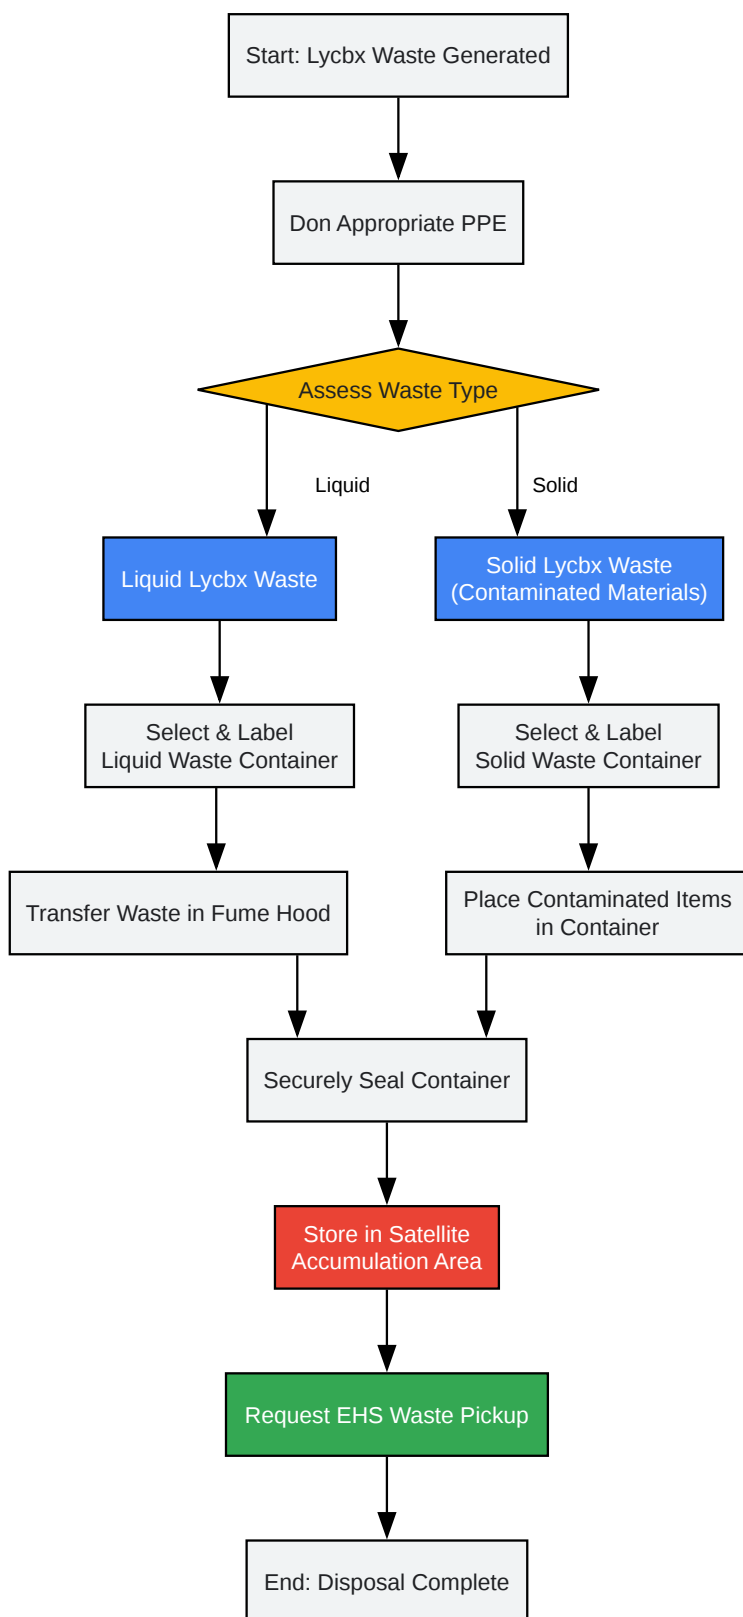 Start: Lycbx Waste Generated
Don Appropriate PPE
Assess Waste Type
Liquid
Solid
Liquid Lycbx Waste
Solid Lycbx Waste
(Contaminated Materials)
Select & Label
Liquid Waste Container
Select & Label
Solid Waste Container
Transfer Waste in Fume Hood
Place Contaminated Items
in Container
Securely Seal Container
Store in Satellite
Accumulation Area
Request EHS Waste Pickup
End: Disposal Complete